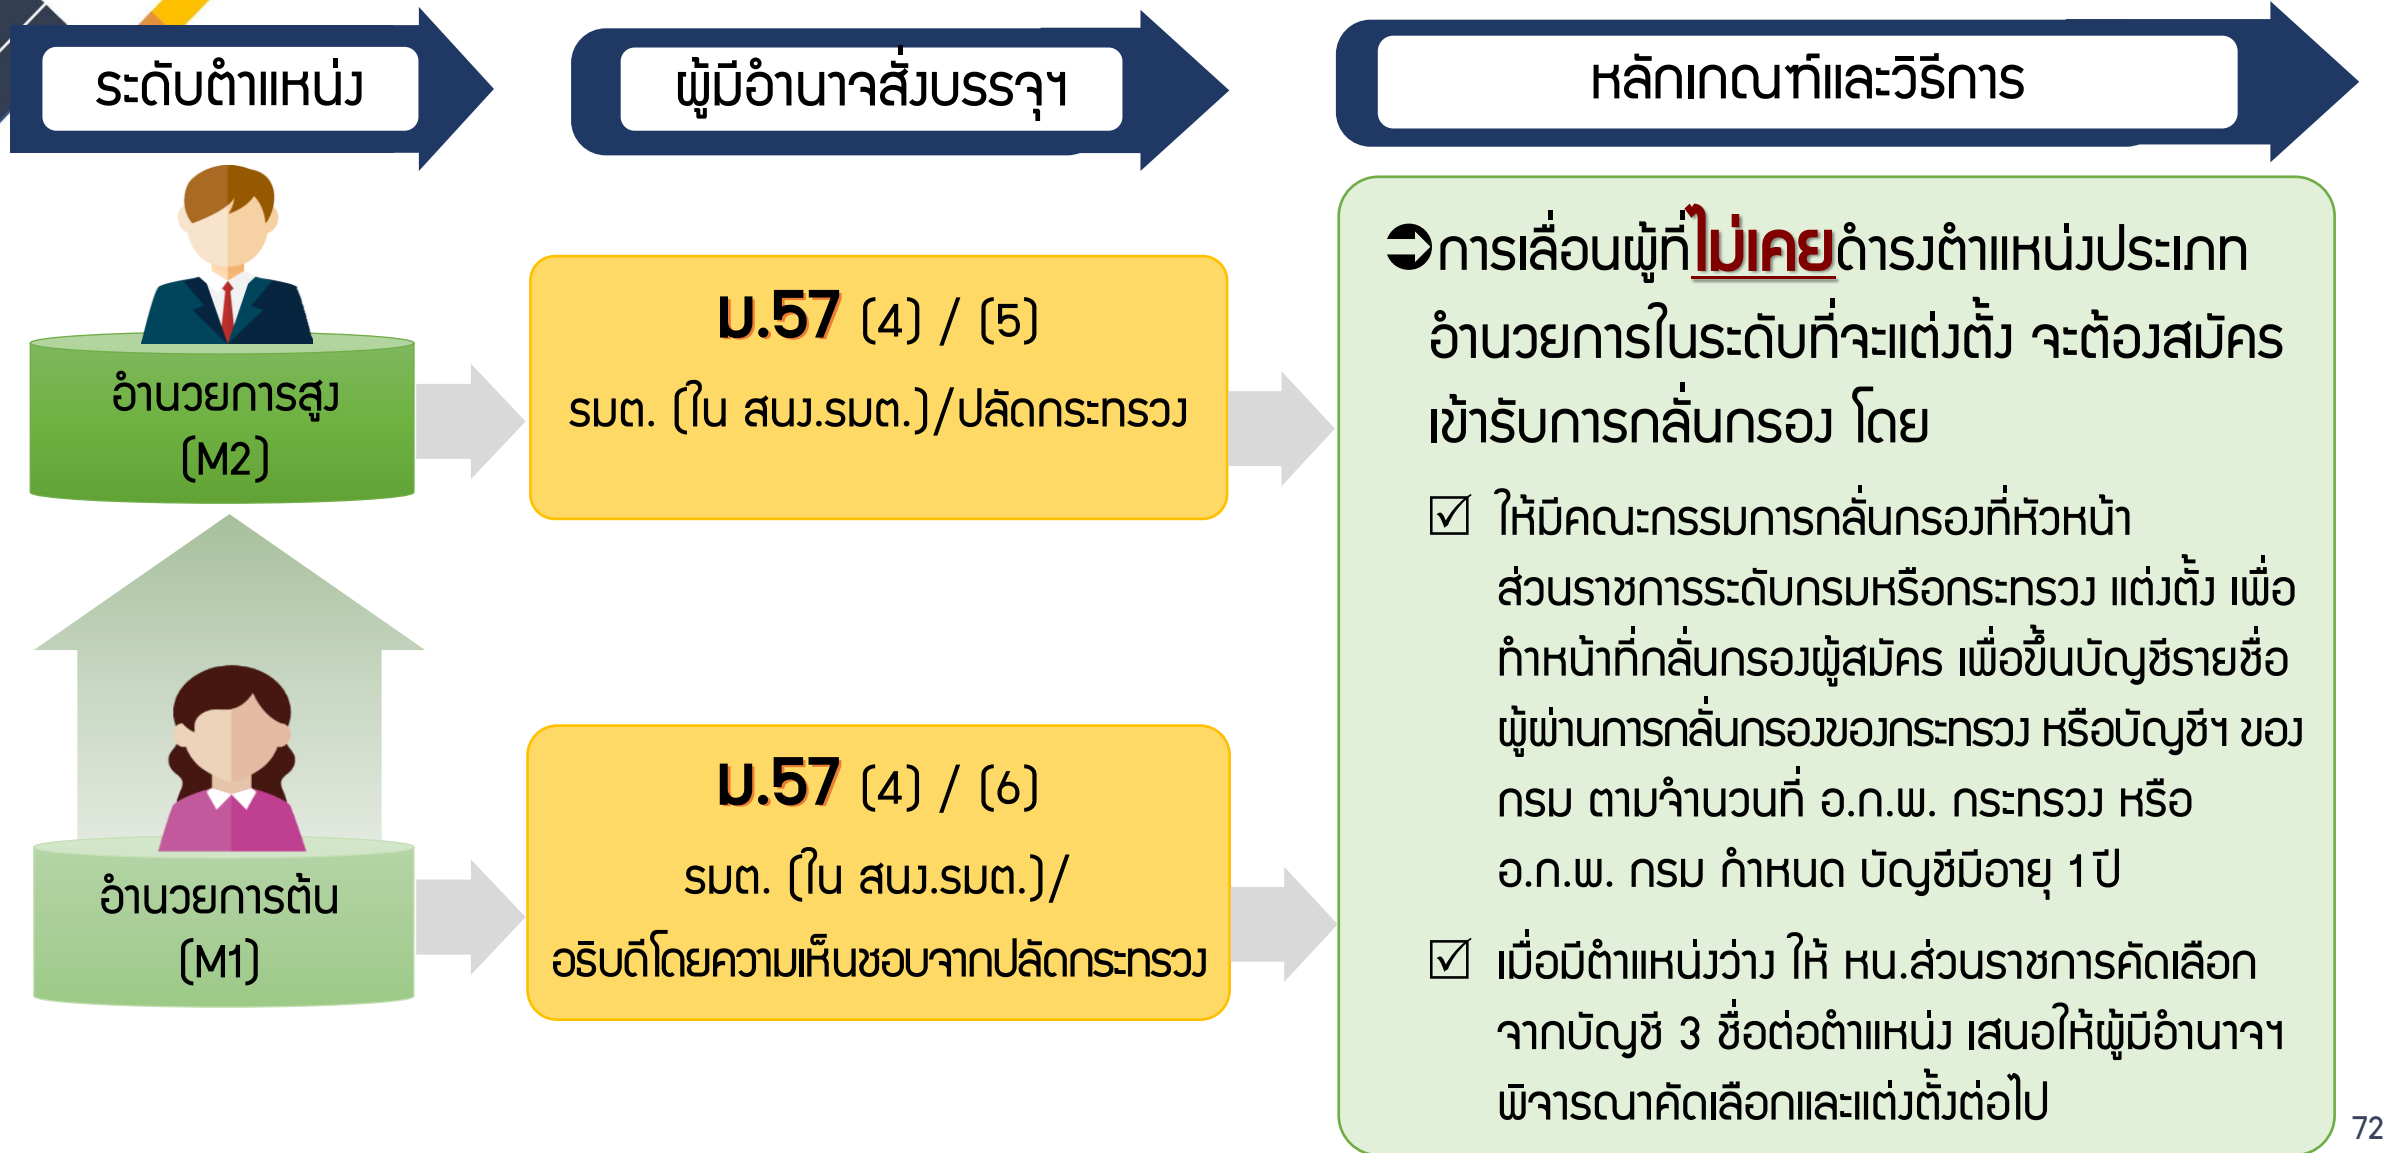 ระดับตำแหน่ง
ผู้มีอำนาจสั่งบรรจุฯ
หลักเกณฑ์และวิธีการ
อำนวยการสูง
(M2)
ม.57 (4) / (5)
รมต. (ใน สนง.รมต.)/ปลัดกระทรวง
อำนวยการต้น
(M1)
ม.57 (4) / (6)
รมต. (ใน สนง.รมต.)/
อธิบดีโดยความเห็นชอบจากปลัดกระทรวง
➲การเลื่อนผู้ที่ไม่เคยดำรงตำแหน่งประเภท
อำนวยการในระดับที่จะแต่งตั้ง จะต้องสมัคร
เข้ารับการกลั่นกรอง โดย
☑ ให้มีคณะกรรมการกลั่นกรองที่หัวหน้า
ส่วนราชการระดับกรมหรือกระทรวง แต่งตั้ง เพื่อ
ทำหน้าที่กลั่นกรองผู้สมัคร เพื่อขึ้นบัญชีรายชื่อ
ผู้ผ่านการกลั่นกรองของกระทรวง หรือบัญชีฯ ของ
กรม ตามจำนวนที่ อ.ก.พ. กระทรวง หรือ
อ.ก.พ. กรม กำหนด บัญชีมีอายุ 1 ปี
☑ เมื่อมีตำแหน่งว่าง ให้ หน.ส่วนราชการคัดเลือก
จากบัญชี 3 ชื่อต่อตำแหน่ง เสนอให้ผู้มีอำนาจฯ
พิจารณาคัดเลือกและแต่งตั้งต่อไป
72